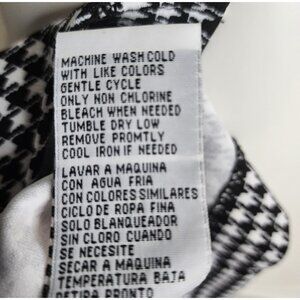 MACHINE WASH COLD
WITH LIKE COLORS
GENTLE CYCLE
ONLY NON CHLORINE
BLEACH WHEN NEEDED
TUMBLE DRY LOW
REMOVE PROMTLY
COOL IRON IF NEEDED
LAVAR A MAQUINA
CON AGUA FRIA
CON COLORES SIMILARES
CICLO DE ROPA FINA
SOLO BLANQUEADOR
SIN CLORO CUANDO
SE NECESITE
SECAR A MAQUINA
TEMPERATURA BAJA
RETIRA PRONTO